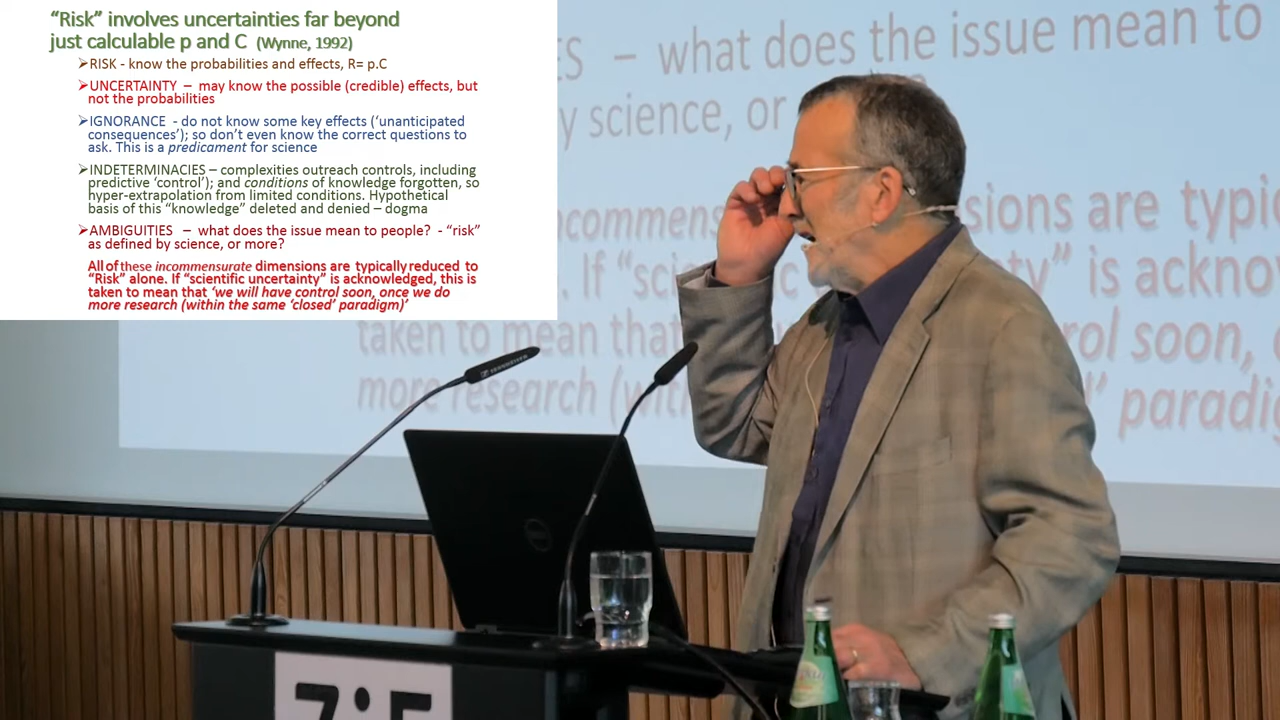 “Risk” involves uncertainties far beyond
just calculable p and C (Wynne, 1992)
➢RISK - know the probabilities and effects, R= p.C
➢UNCERTAINTY – may know the possible (credible) effects, but
not the probabilities
➢IGNORANCE - do not know some key effects (‘unanticipated
consequences’); so don’t even know the correct questions to
ask. This is a predicament for science
➢INDETERMINACIES – complexities outreach controls, including
predictive ‘control’); and conditions of knowledge forgotten, so
hyper-extrapolation from limited conditions. Hypothetical
basis of this “knowledge” deleted and denied – dogma
➢AMBIGUITIES – what does the issue mean to people? - “risk”
as defined by science, or more?
All of these incommensurate dimensions are typically reduced to
“Risk” alone. If “scientific uncertainty” is acknowledged, this is
taken to mean that ‘we will have control soon, once we do
more research (within the same ‘closed’ paradigm)’
ES – what does the issue mean to
y science, or
incommens sions are typic
. If “sci ty” is ackno
taken to mean that rol soon,
more research (wit d’ paradig
SENNHEISER
DELL
ZiF